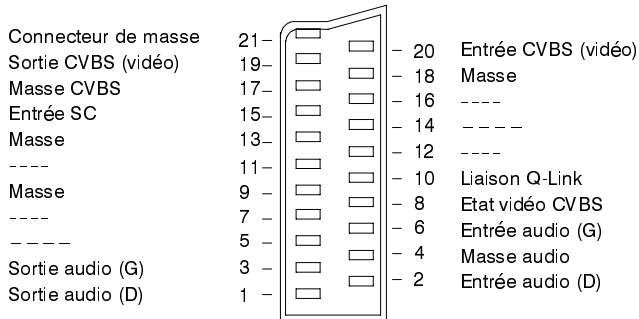 Connecteur de masse 21–
Sortie CVBS (vidéo) 19–
Masse CVBS 17–
Entrée SC 15–
Masse 13–
---- 11–
Masse 9 –
---- 7 –
– – – – 5 –
Sortie audio (G) 3 –
Sortie audio (D) 1 –
– 20 Entrée CVBS (vidéo)
– 18 Masse
– 16 ----
– 14 – – – –
– 12 ----
– 10 Liaison Q-Link
– 8 Etat vidéo CVBS
– 6 Entrée audio (G)
– 4 Masse audio
– 2 Entrée audio (D)